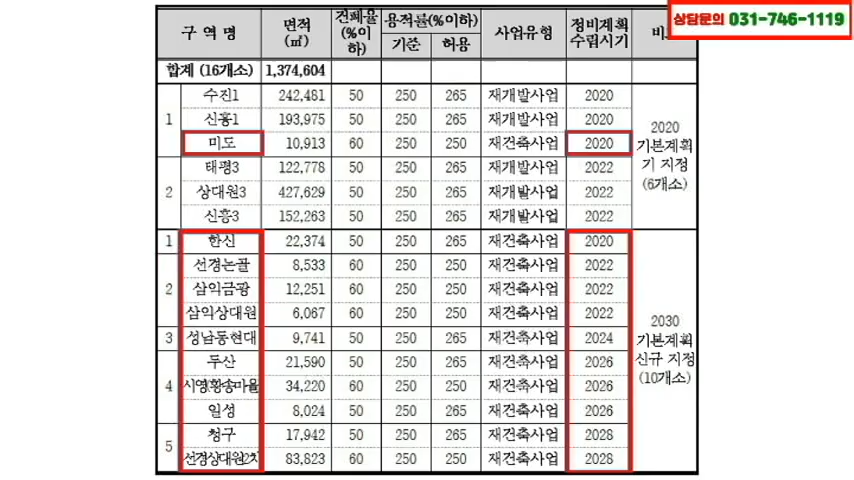 상담문의 031-746-1119
구 역 명 면적(㎡) 건폐율(%이하) 용적률(%이하) 기준 허용 사업유형 정비계획 수립시기 비
합계 (16개소) 1,374,604
1 수진1 242,481 50 250 265 재개발사업 2020
신흥1 193,975 50 250 265 재개발사업 2020
미도 10,913 60 250 250 재건축사업 2020
2 태평3 122,778 50 250 265 재개발사업 2022
상대원3 427,629 50 250 265 재개발사업 2022
신흥3 152,263 50 250 265 재개발사업 2022
2020
기본계획
기 지정
(6개소)
1 한신 22,374 50 250 265 재건축사업 2020
2 선경논골 8,533 60 250 250 재건축사업 2022
삼익금광 12,251 60 250 250 재건축사업 2022
삼익상대원 6,067 60 250 250 재건축사업 2022
3 성남동현대 9,741 50 250 265 재건축사업 2024
4 두산 21,590 50 250 265 재건축사업 2026
시영(황송마을) 34,220 60 250 250 재건축사업 2026
일성 8,024 50 250 265 재건축사업 2026
5 청구 17,942 50 250 265 재건축사업 2028
선경상대원2차 83,823 60 250 250 재건축사업 2028
2030
기본계획
신규 지정
(10개소)